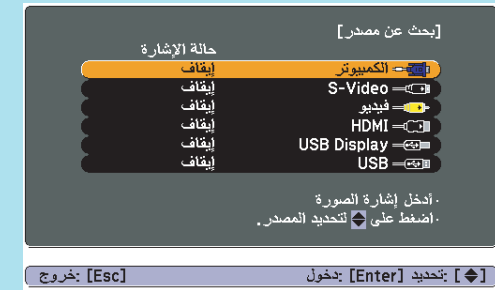 [بحث عن مصدر]
حالة الإشارة
الكمبيوتر إيقاف
S-Video إيقاف
فيديو إيقاف
HDMI إيقاف
USB Display إيقاف
USB إيقاف
·أدخل إشارة الصورة
·اضغط على لتحديد المصدر.
[ ] :تحديد [Enter] :دخول [Esc] :خروج